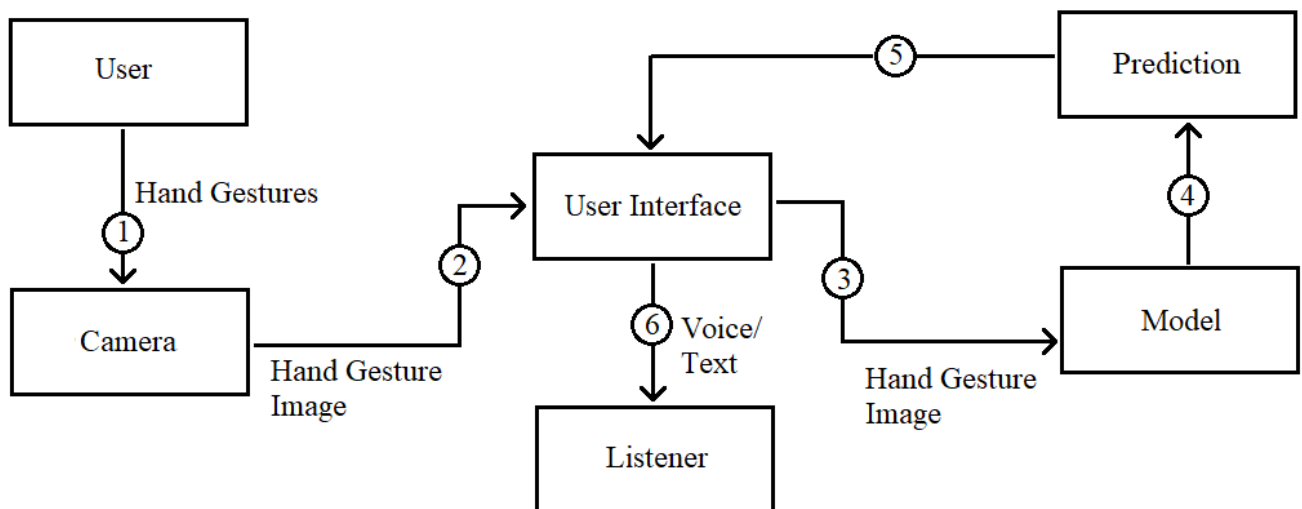 User
Prediction
5
Hand Gestures
1
User Interface
4
2
3
Camera
6
Voice/
Text
Model
Hand Gesture
Image
Hand Gesture
Image
Listener